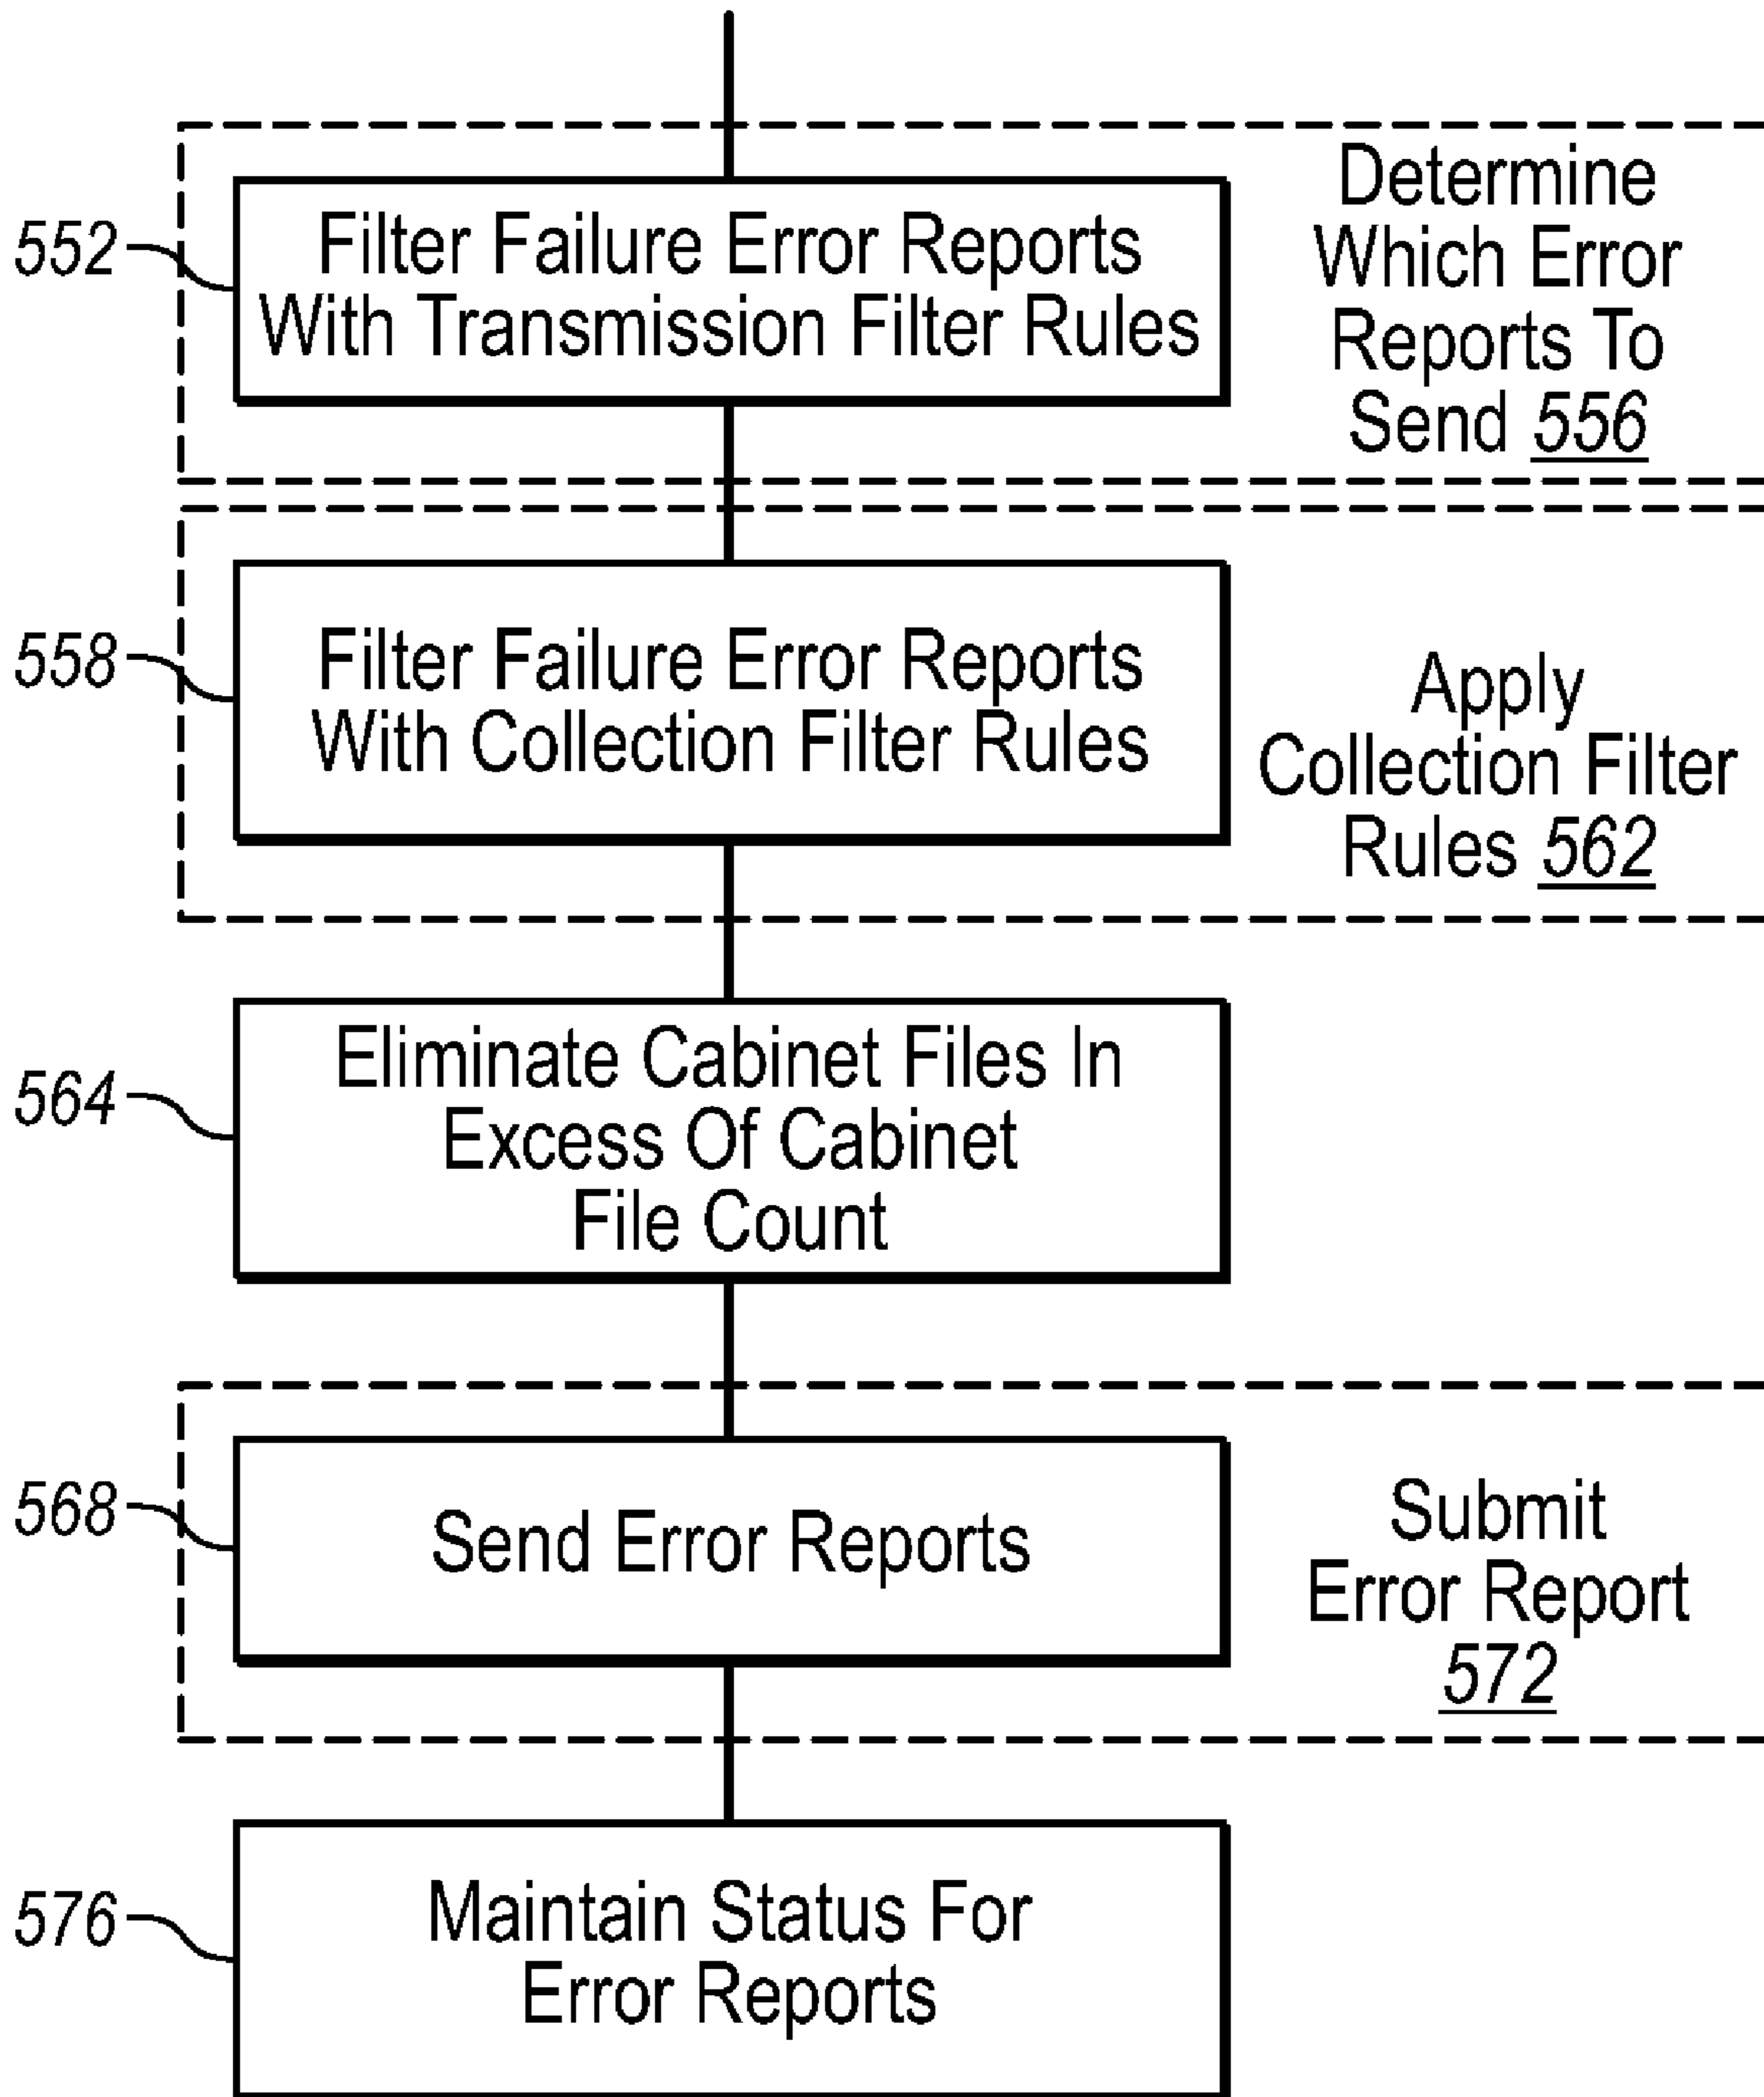 552
Filter Failure Error Reports
With Transmission Filter Rules
Determine
Which Error
Reports To
Send 556
558
Filter Failure Error Reports
With Collection Filter Rules
Apply
Collection Filter
Rules 562
564
Eliminate Cabinet Files In
Excess Of Cabinet
File Count
568
Send Error Reports
Submit
Error Report
572
576
Maintain Status For
Error Reports